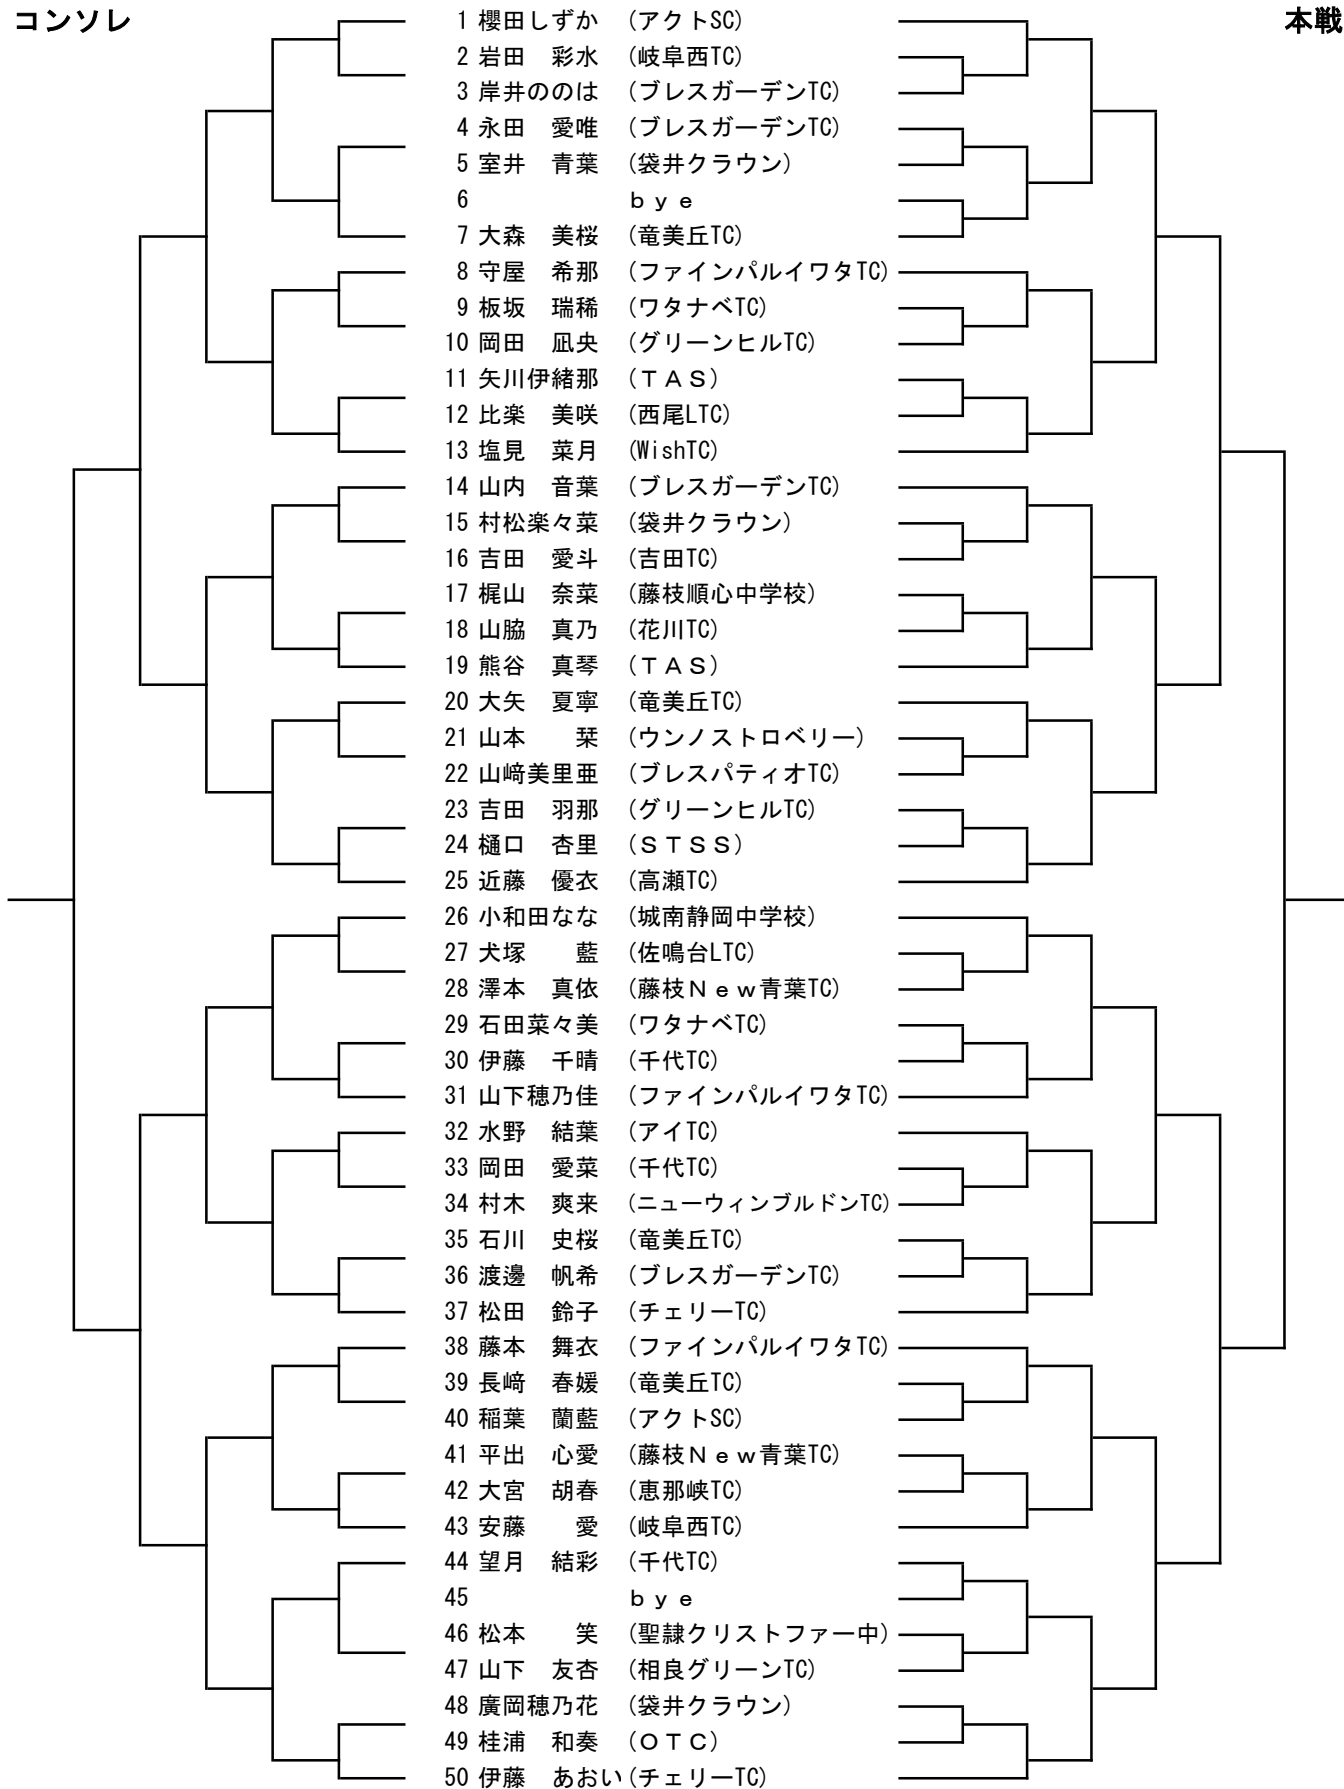 コンソレ
本戦
1 櫻田しずか (アクトSC)
2 岩田 彩水 (岐阜西TC)
3 岸井ののは (ブレスガーデンTC)
4 永田 愛唯 (ブレスガーデンTC)
5 室井 青葉 (袋井クラウン)
6 ｂｙｅ
7 大森 美桜 (竜美丘TC)
8 守屋 希那 (ファインパルイワタTC)
9 板坂 瑞稀 (ワタナベTC)
10 岡田 凪央 (グリーンヒルTC)
11 矢川伊緒那 (ＴＡＳ)
12 比楽 美咲 (西尾LTC)
13 塩見 菜月 (WishTC)
14 山内 音葉 (ブレスガーデンTC)
15 村松楽々菜 (袋井クラウン)
16 吉田 愛斗 (吉田TC)
17 梶山 奈菜 (藤枝順心中学校)
18 山脇 真乃 (花川TC)
19 熊谷 真琴 (ＴＡＳ)
20 大矢 夏寧 (竜美丘TC)
21 山本 栞 (ウンノストロベリー)
22 山﨑美里亜 (ブレスパティオTC)
23 吉田 羽那 (グリーンヒルTC)
24 樋口 杏里 (ＳＴＳＳ)
25 近藤 優衣 (高瀬TC)
26 小和田なな (城南静岡中学校)
27 犬塚 藍 (佐鳴台LTC)
28 澤本 真依 (藤枝Ｎｅｗ青葉TC)
29 石田菜々美 (ワタナベTC)
30 伊藤 千晴 (千代TC)
31 山下穂乃佳 (ファインパルイワタTC)
32 水野 結葉 (アイTC)
33 岡田 愛菜 (千代TC)
34 村木 爽来 (ニューウィンブルドンTC)
35 石川 史桜 (竜美丘TC)
36 渡邊 帆希 (ブレスガーデンTC)
37 松田 鈴子 (チェリーTC)
38 藤本 舞衣 (ファインパルイワタTC)
39 長﨑 春媛 (竜美丘TC)
40 稲葉 蘭藍 (アクトSC)
41 平出 心愛 (藤枝Ｎｅｗ青葉TC)
42 大宮 胡春 (恵那峡TC)
43 安藤 愛 (岐阜西TC)
44 望月 結彩 (千代TC)
45 ｂｙｅ
46 松本 笑 (聖隷クリストファー中)
47 山下 友杏 (相良グリーンTC)
48 廣岡穂乃花 (袋井クラウン)
49 桂浦 和奏 (ＯＴＣ)
50 伊藤 あおい (チェリーTC)